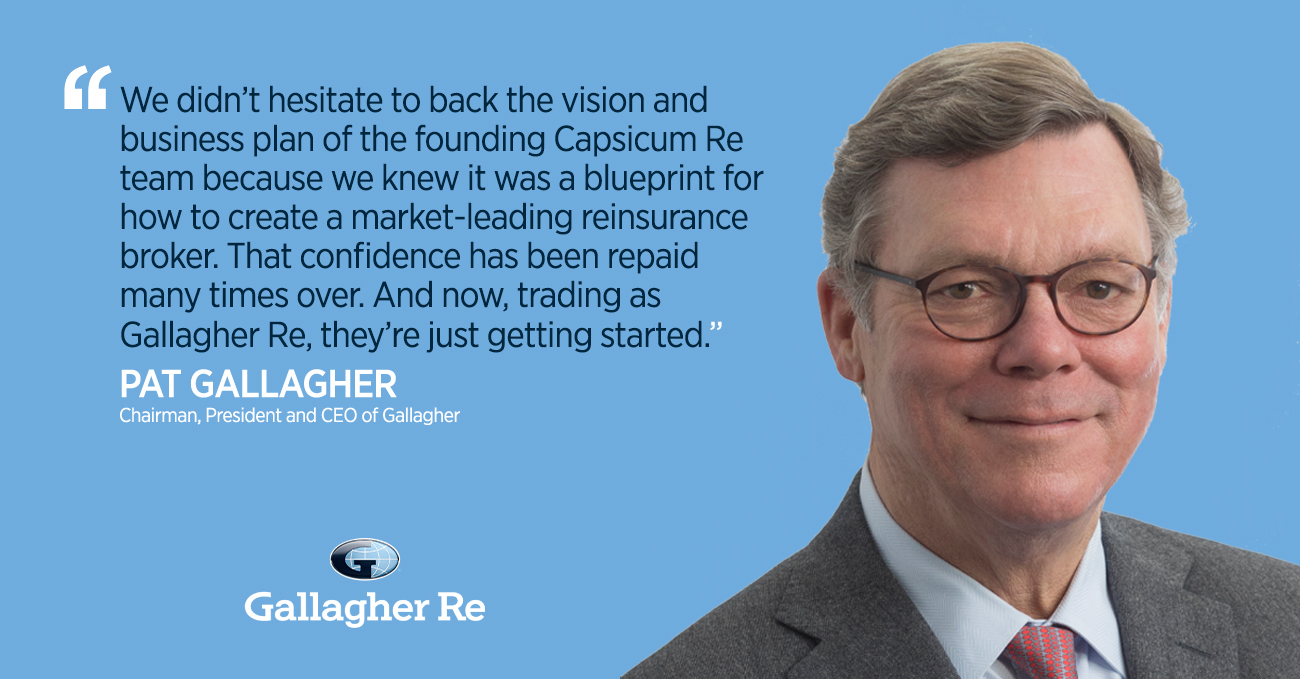 “We didn’t hesitate to back the vision and
business plan of the founding Capsicum Re
team because we knew it was a blueprint for
how to create a market-leading reinsurance
broker. That confidence has been repaid
many times over. And now, trading as
Gallagher Re, they’re just getting started.”
PAT GALLAGHER
Chairman, President and CEO of Gallagher
G
Gallagher Re